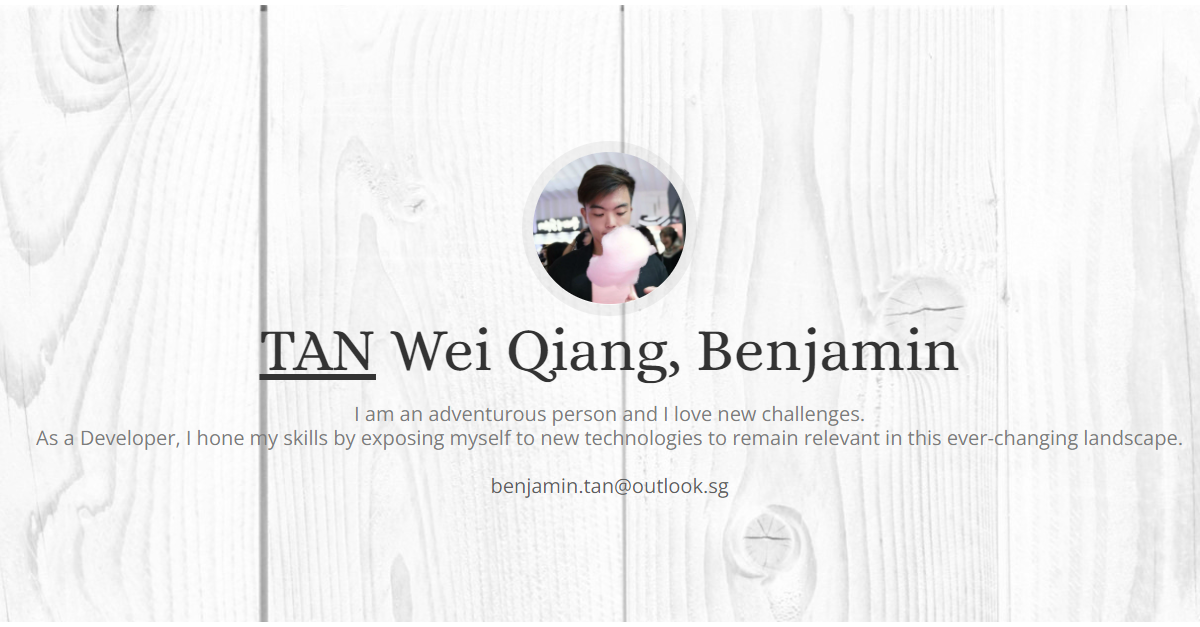 TAN Wei Qiang, Benjamin
I am an adventurous person and I love new challenges.
As a Developer, I hone my skills by exposing myself to new technologies to remain relevant in this ever-changing landscape.
benjamin.tan@outlook.sg